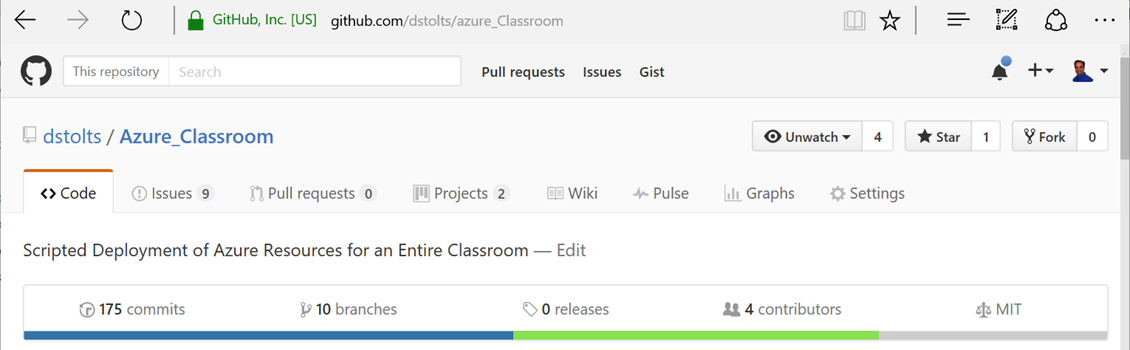 GitHub, Inc. [US] github.com/dstolts/azure_Classroom
This repository Search Pull requests Issues Gist
dstolts / Azure_Classroom Unwatch 4 Star 1 Fork 0
Code Issues 9 Pull requests 0 Projects 2 Wiki Pulse Graphs Settings
Scripted Deployment of Azure Resources for an Entire Classroom — Edit
175 commits 10 branches 0 releases 4 contributors MIT